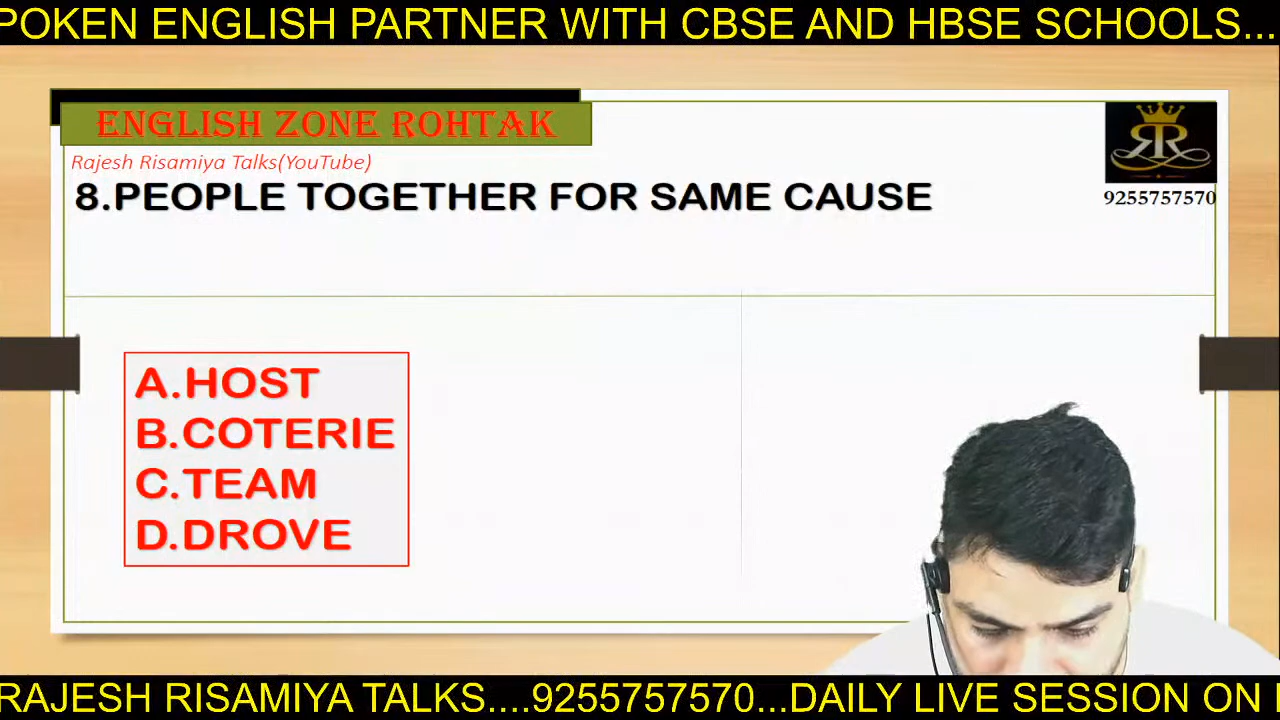 POKEN ENGLISH PARTNER WITH CBSE AND HBSE SCHOOLS...
ENGLISH ZONE ROHTAK
Rajesh Risamiya Talks(YouTube)
8.PEOPLE TOGETHER FOR SAME CAUSE
RR
9255757570
A.HOST
B.COTERIE
C.TEAM
D.DROVE
RAJESH RISAMIYA TALKS....9255757570...DAILY LIVE SESSION ON